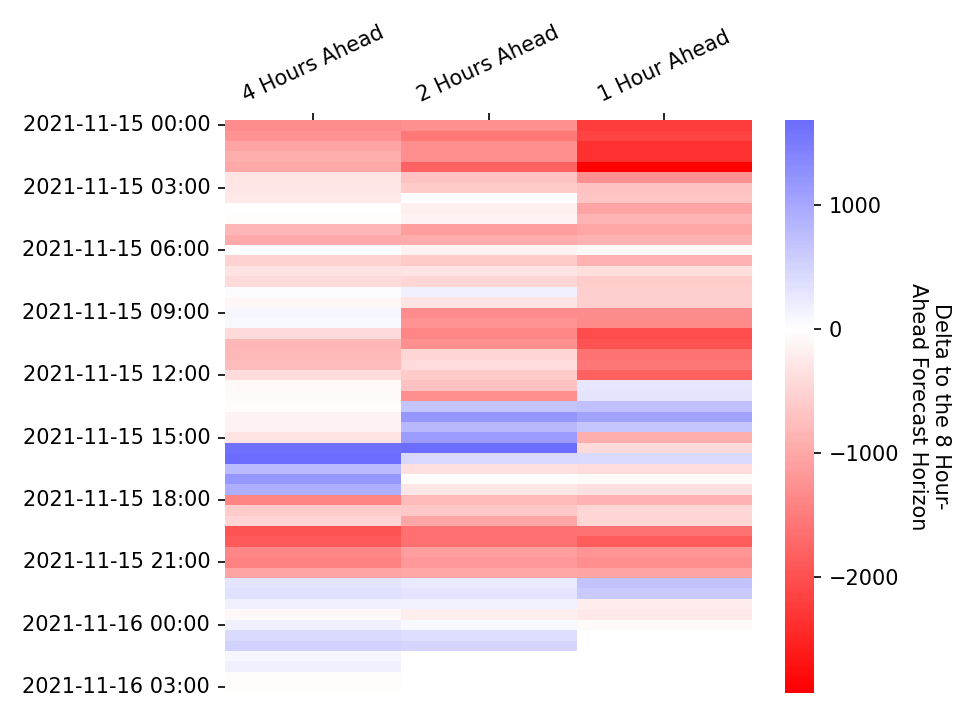 4 Hours Ahead
2 Hours Ahead
1 Hour Ahead
2021-11-15 00:00
2021-11-15 03:00
2021-11-15 06:00
2021-11-15 09:00
2021-11-15 12:00
2021-11-15 15:00
2021-11-15 18:00
2021-11-15 21:00
2021-11-16 00:00
2021-11-16 03:00
1000
0
−1000
−2000
Delta to the 8 Hour-
Ahead Forecast Horizon